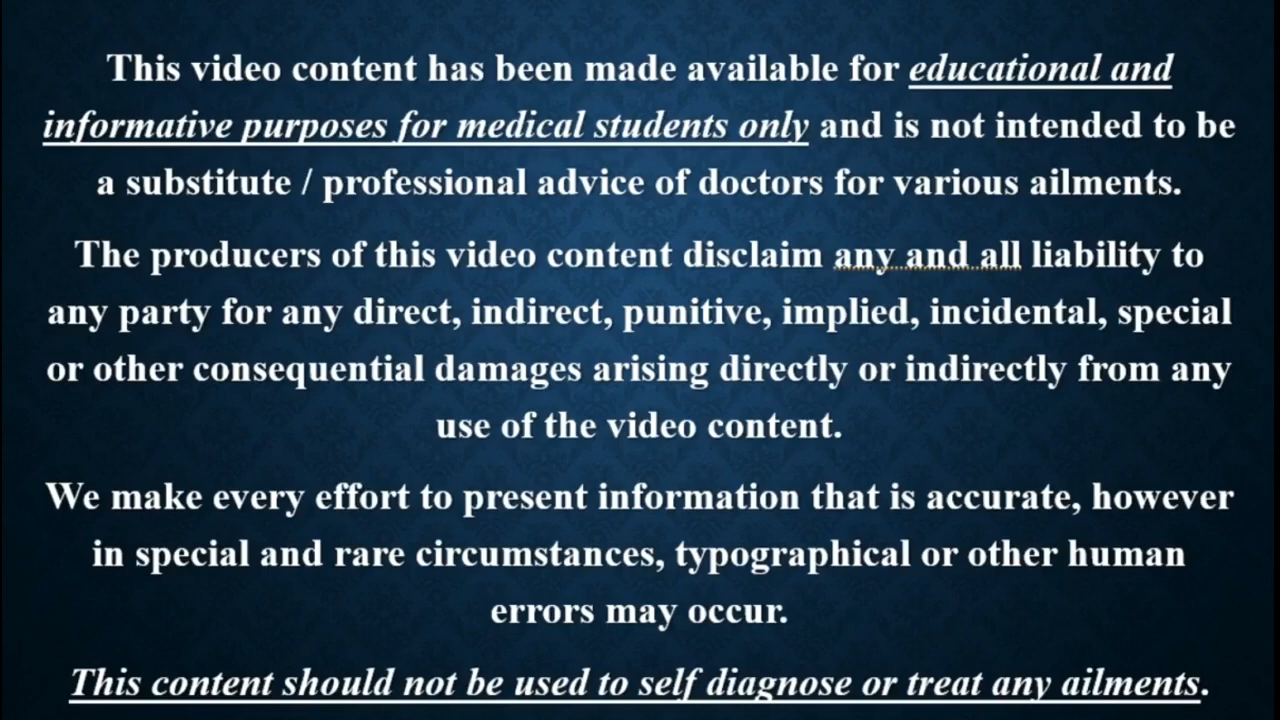 This video content has been made available for educational and
informative purposes for medical students only and is not intended to be
a substitute / professional advice of doctors for various ailments.
The producers of this video content disclaim any and all liability to
any party for any direct, indirect, punitive, implied, incidental, special
or other consequential damages arising directly or indirectly from any
use of the video content.
We make every effort to present information that is accurate, however
in special and rare circumstances, typographical or other human
errors may occur.
This content should not be used to self diagnose or treat any ailments.